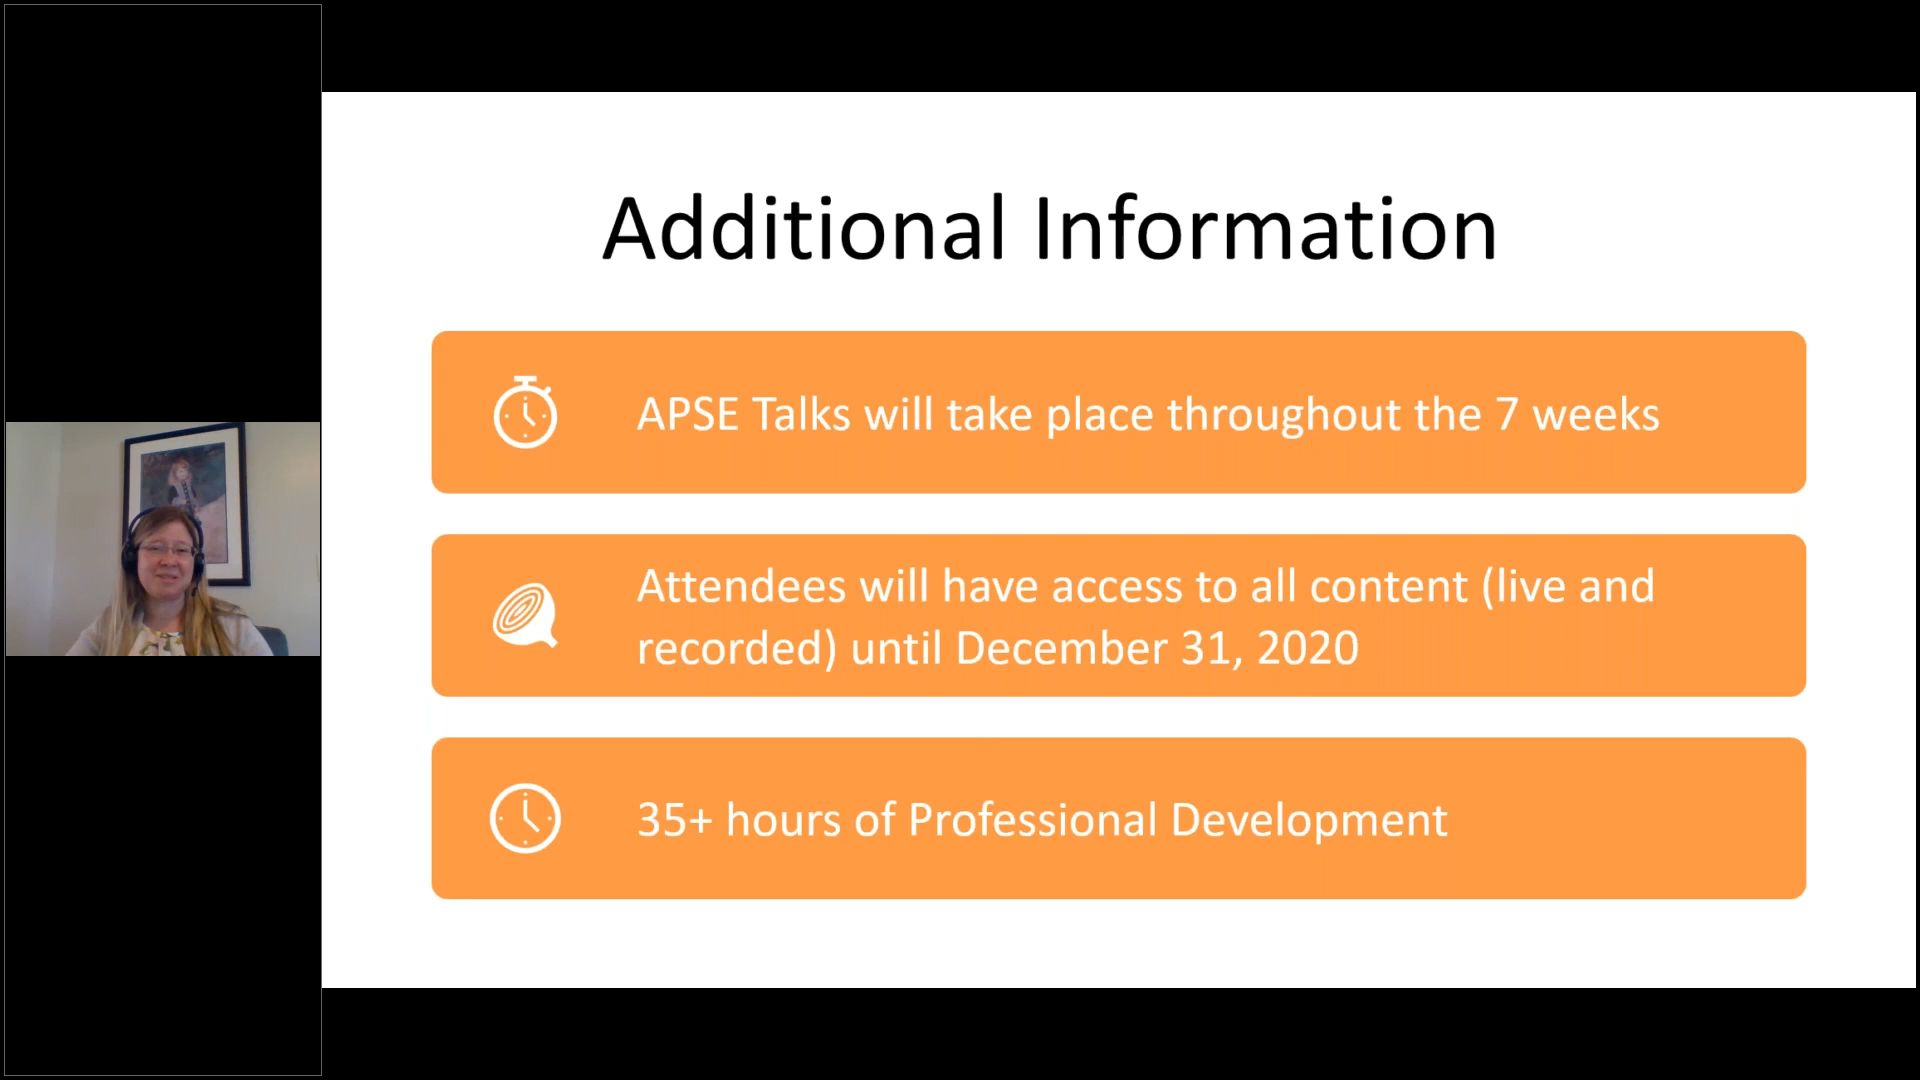 Additional Information
APSE Talks will take place throughout the 7 weeks
Attendees will have access to all content (live and
recorded) until December 31, 2020
35+ hours of Professional Development